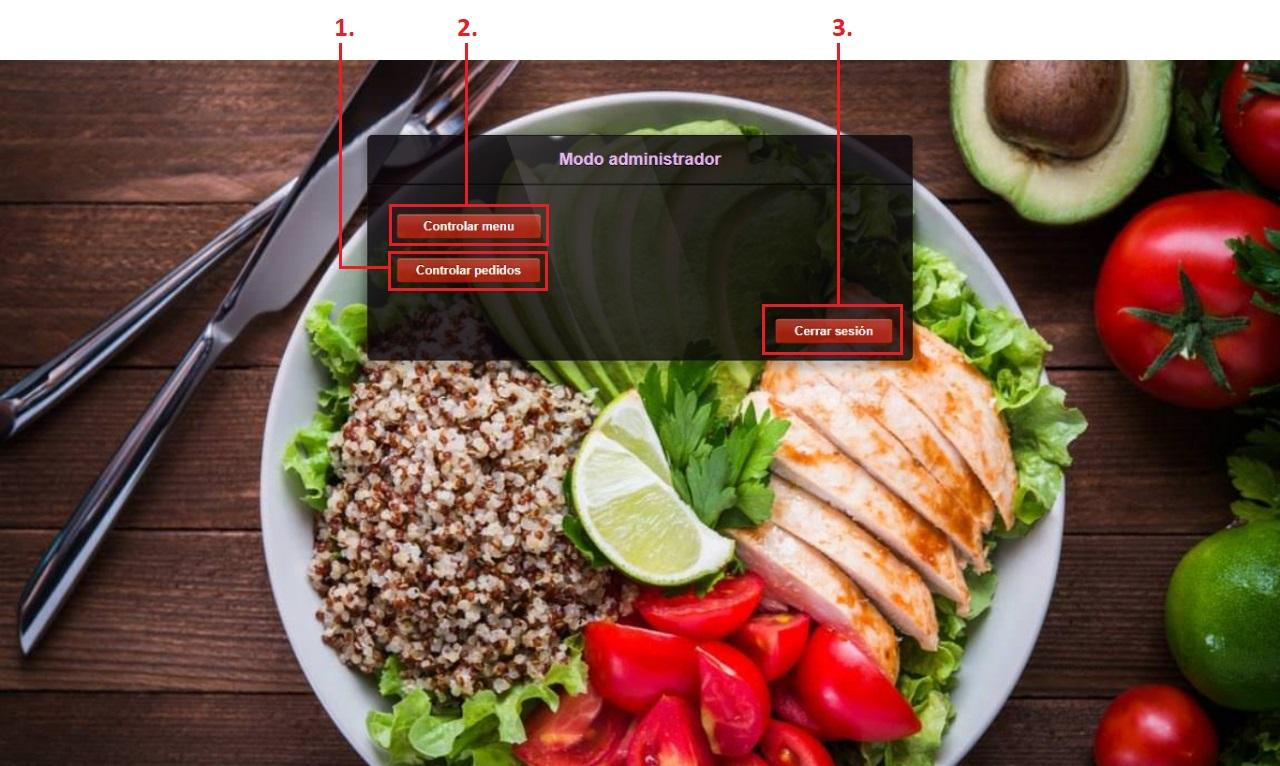 1. 2. 3.
Modo administrador
Controlar menu
Controlar pedidos
Cerrar sesión